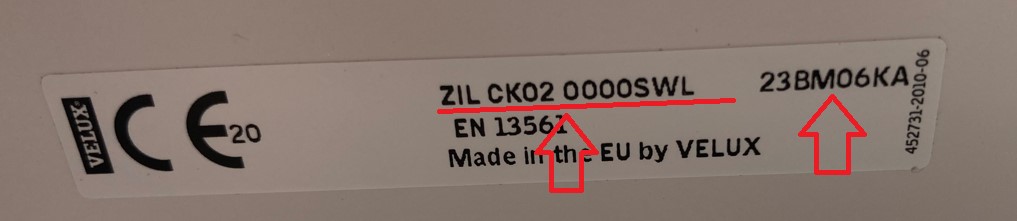 VELUX®
CE 20
ZIL CK02 0000SWL
23BM06KA
EN 13561
Made in the EU by VELUX
452731-2010-06